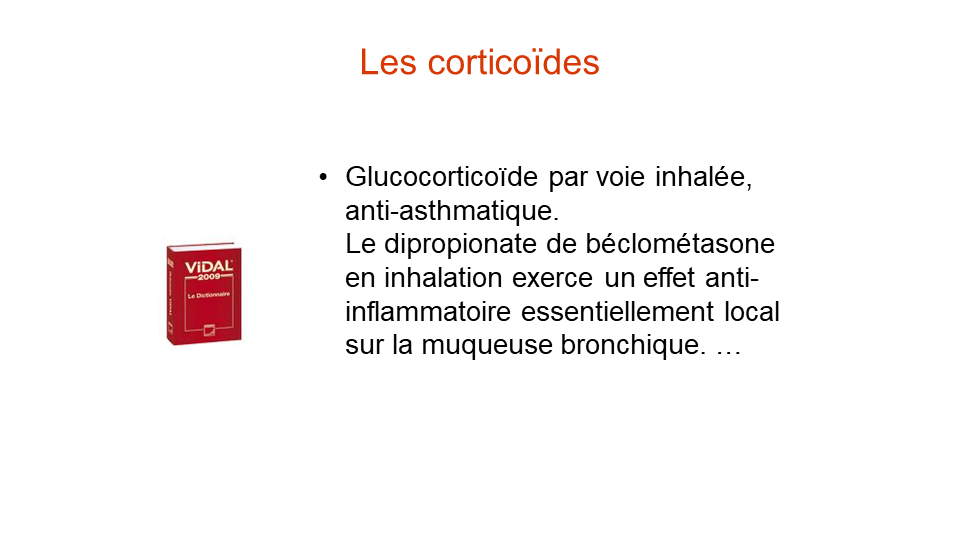 Les corticoïdes
• Glucocorticoïde par voie inhalée,
anti-asthmatique.
Le dipropionate de béclométasone
en inhalation exerce un effet anti-
inflammatoire essentiellement local
sur la muqueuse bronchique. …
ViDAL
2009
Le Dictionnaire